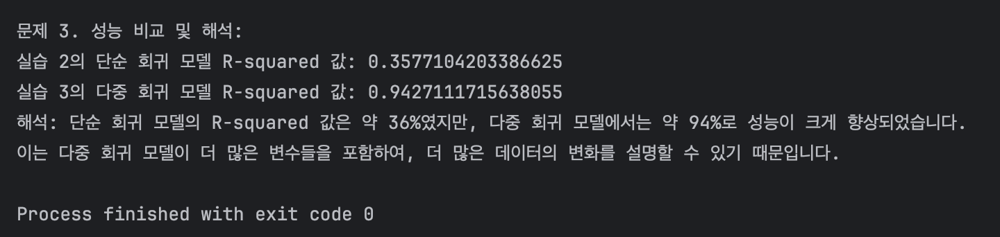 문제 3. 성능 비교 및 해석:
실습 2의 단순 회귀 모델 R-squared 값: 0.3577104203386625
실습 3의 다중 회귀 모델 R-squared 값: 0.9427111715638055
해석: 단순 회귀 모델의 R-squared 값은 약 36%였지만, 다중 회귀 모델에서는 약 94%로 성능이 크게 향상되었습니다.
이는 다중 회귀 모델이 더 많은 변수들을 포함하여, 더 많은 데이터의 변화를 설명할 수 있기 때문입니다.
Process finished with exit code 0